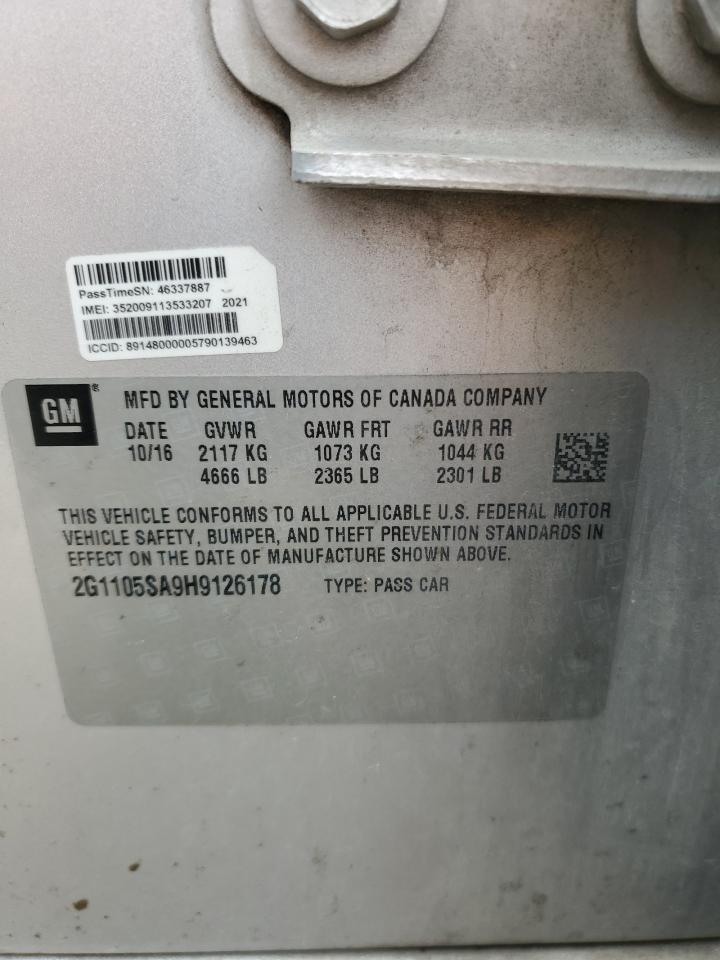 PassTimeSN: 46337887
IMEI: 352009113533207 2021
ICCID: 89148000005790139463
GM®
MFD BY GENERAL MOTORS OF CANADA COMPANY
DATE GVWR GAWR FRT GAWR RR
10/16 2117 KG 1073 KG 1044 KG
4666 LB 2365 LB 2301 LB
THIS VEHICLE CONFORMS TO ALL APPLICABLE U.S. FEDERAL MOTOR
VEHICLE SAFETY, BUMPER, AND THEFT PREVENTION STANDARDS IN
EFFECT ON THE DATE OF MANUFACTURE SHOWN ABOVE.
2G1105SA9H9126178 TYPE: PASS CAR